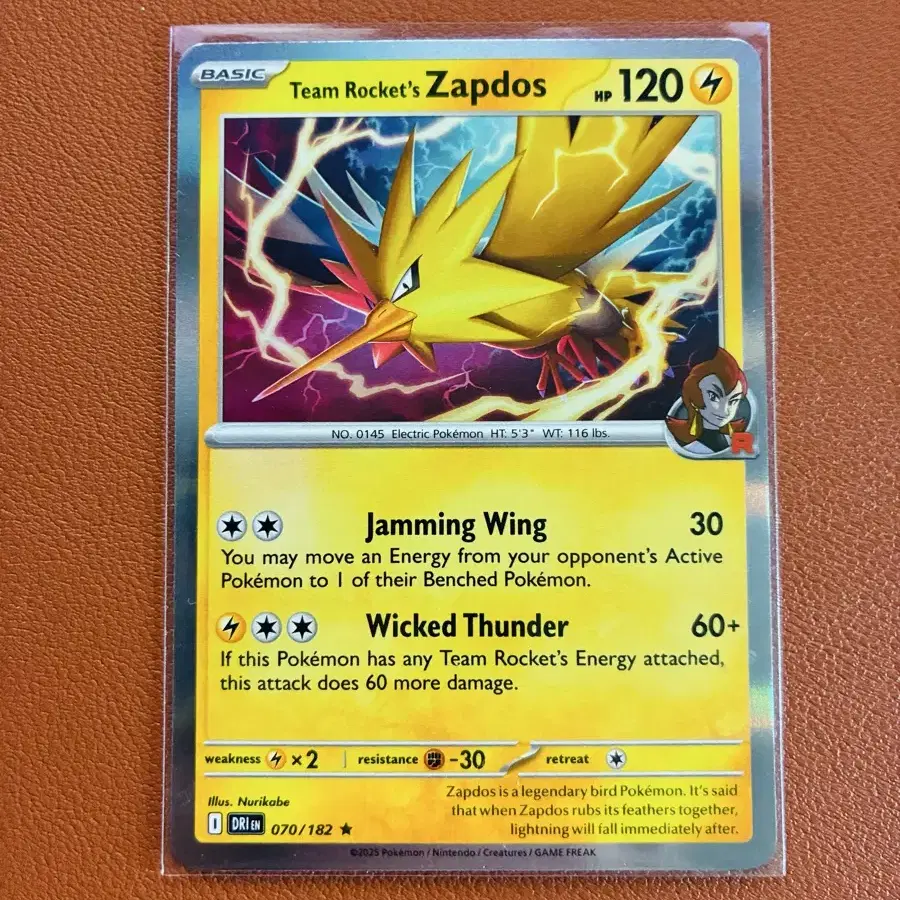 BASIC
Team Rocket's Zapdos HP 120
NO. 0145 Electric Pokémon HT: 5'3" WT: 116 lbs.
R
Jamming Wing 30
You may move an Energy from your opponent's Active
Pokémon to 1 of their Benched Pokémon.
Wicked Thunder 60+
If this Pokémon has any Team Rocket's Energy attached,
this attack does 60 more damage.
weakness ×2 resistance -30 retreat
Zapdos is a legendary bird Pokémon. It's said
that when Zapdos rubs its feathers together,
lightning will fall immediately after.
Illus. Nurikabe
I DRI EN 070/182 ★
©2025 Pokémon / Nintendo / Creatures / GAME FREAK